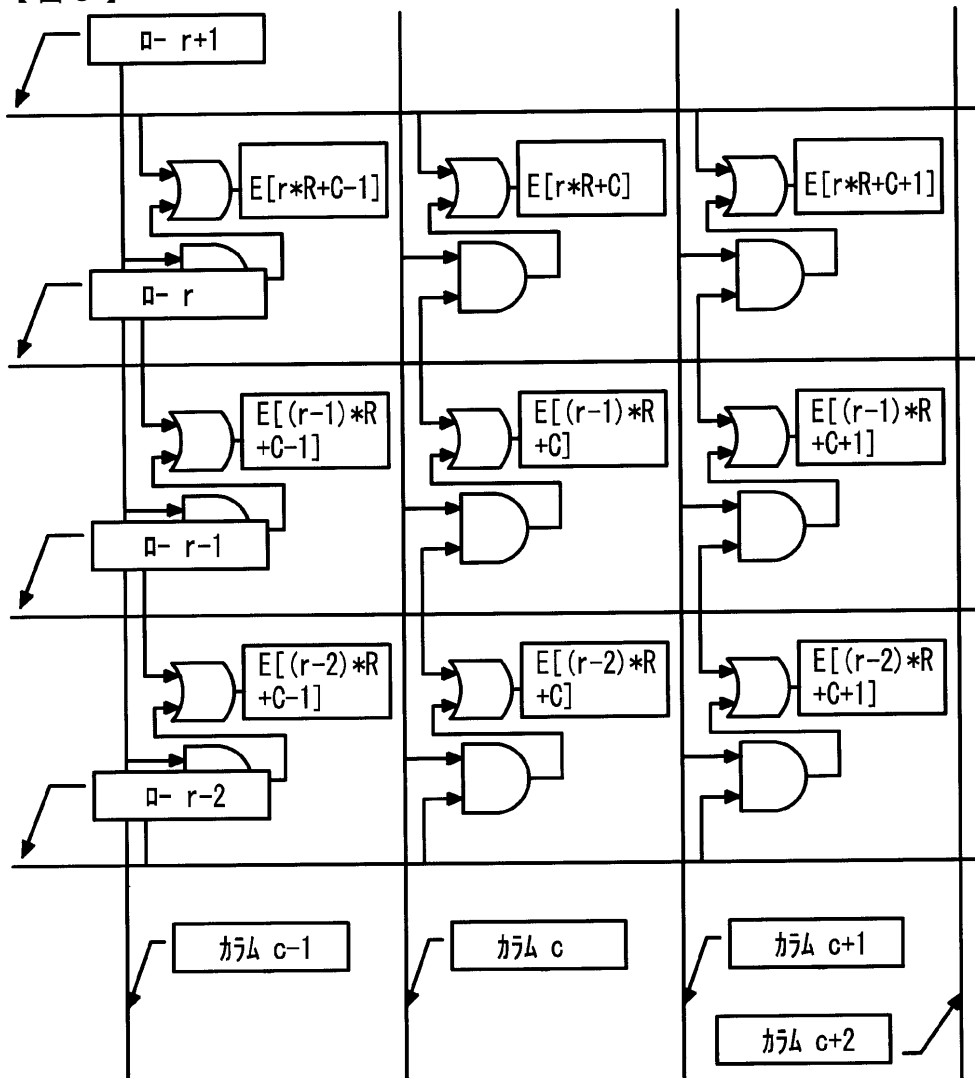 ロー r+1
E[r*R+C-1]
E[r*R+C]
E[r*R+C+1]
ロー r
E[(r-1)*R
+C-1]
E[(r-1)*R
+C]
E[(r-1)*R
+C+1]
ロー r-1
E[(r-2)*R
+C-1]
E[(r-2)*R
+C]
E[(r-2)*R
+C+1]
ロー r-2
カラム c-1
カラム c
カラム c+1
カラム c+2